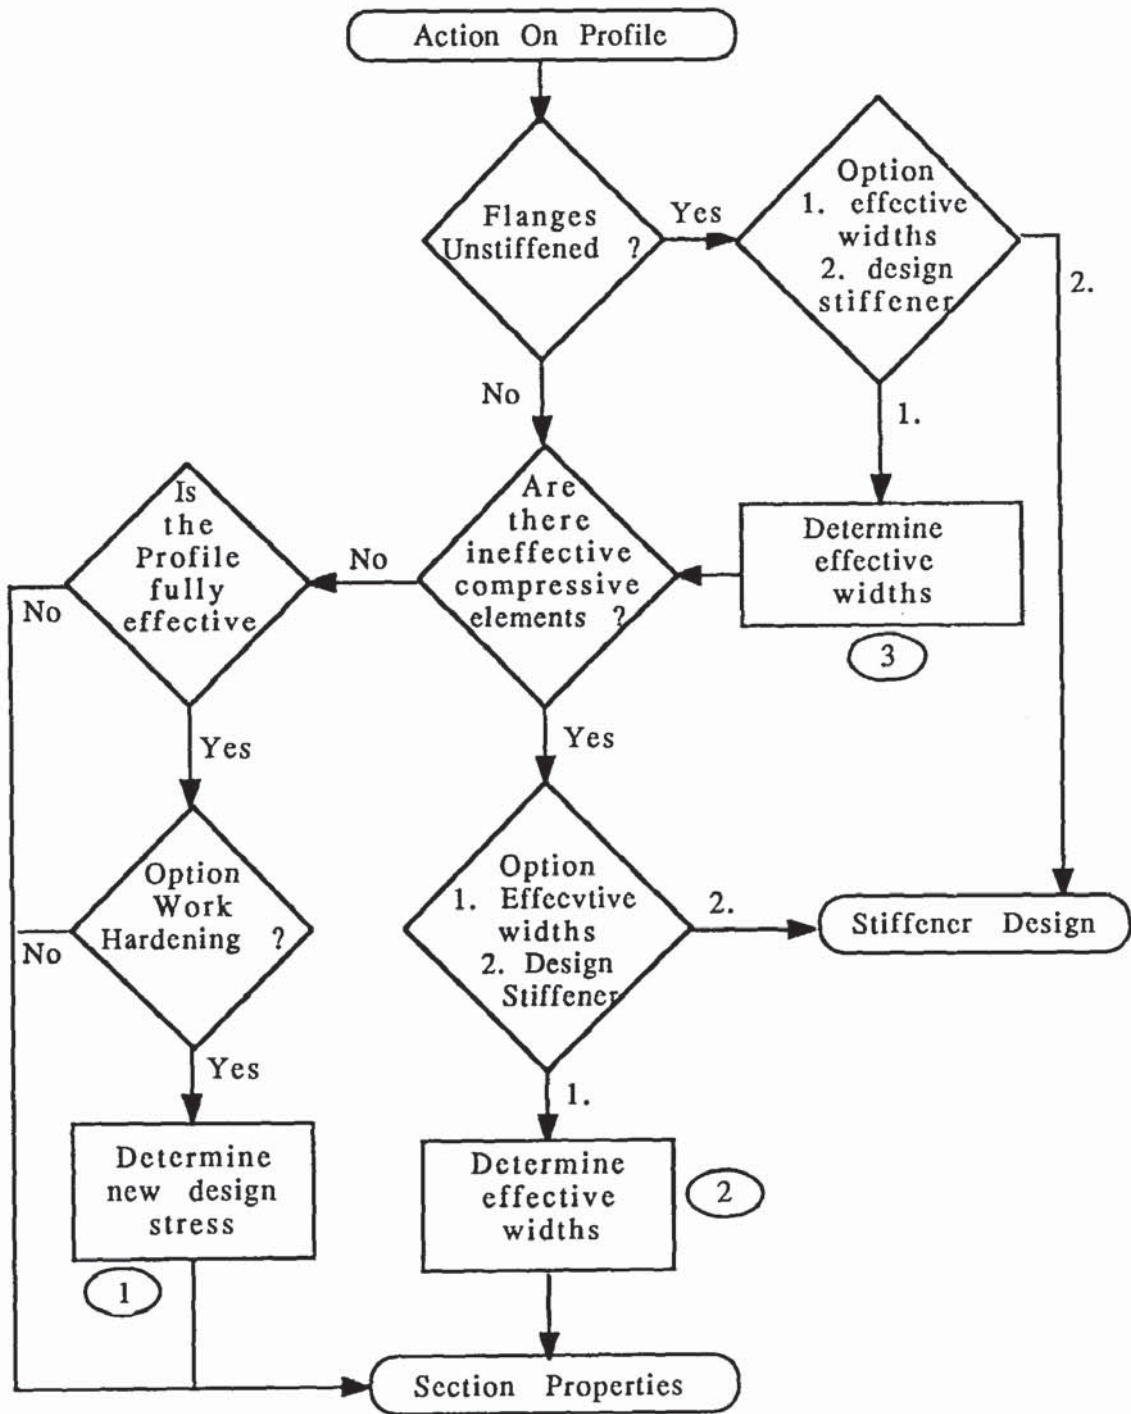 Action On Profile
Flanges
Unstiffened ?
Yes
Option
1. effective
widths
2. design
stiffener
2.
No
1.
Is
the
Profile
fully
effective
No
No
Are
there
ineffective
compressive
elements ?
Determine
effective
widths
3
Yes
Yes
Option
Work
Hardening ?
No
Option
1. Effecvtive
widths
2. Design
Stiffener
2.
Stiffener Design
Yes
1.
Determine
new design
stress
1
Determine
effective
widths
2
Section Properties